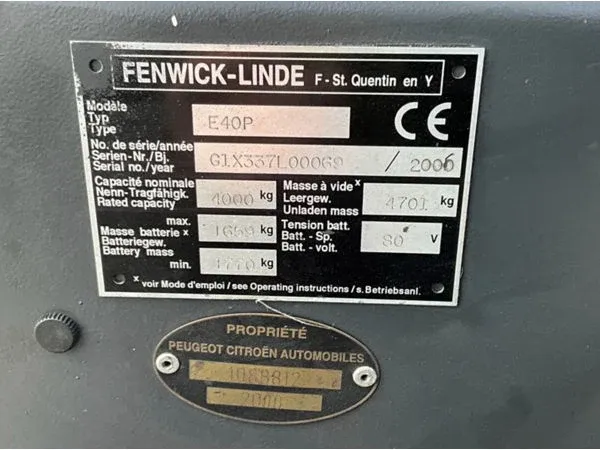 FENWICK-LINDE F - St. Quentin en Y
Modèle
Typ
Type
E40P
CE
No. de série/année
Serien-Nr./Bj.
Serial no./year
G1X337L00069 / 2006
Capacité nominale
Nenn-Tragfähigk.
Rated capacity
4000 kg
Masse à vide x
Leergew.
Unladen mass
4701 kg
max.
Masse batterie x
Batteriegew.
Battery mass
min.
1659 kg
kg
Tension batt.
Batt. - Sp.
Batt. - volt.
80 V
x voir Mode d'emploi / see Operating instructions / s. Betriebsanl.
PROPRIÉTÉ
PEUGEOT CITROËN AUTOMOBILES